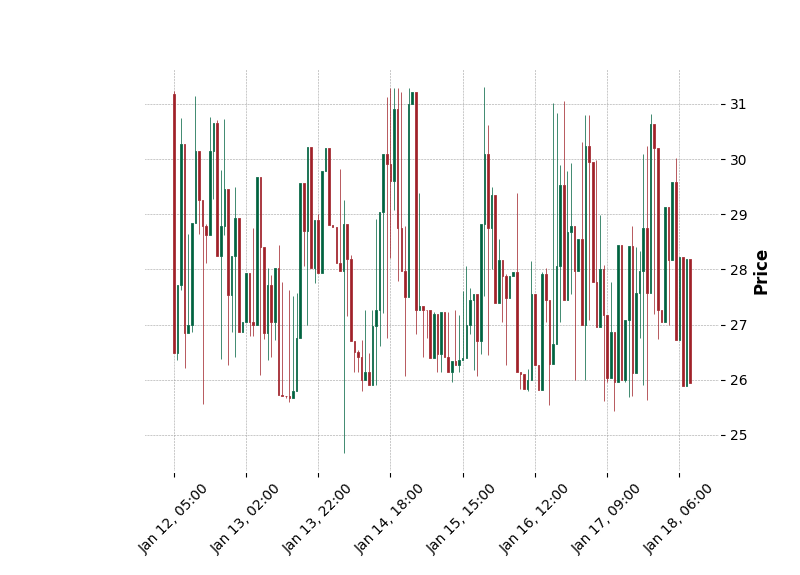 31
30
29
28
27
26
25
Price
Jan 12, 05:00
Jan 13, 02:00
Jan 13, 22:00
Jan 14, 18:00
Jan 15, 15:00
Jan 16, 12:00
Jan 17, 09:00
Jan 18, 06:00